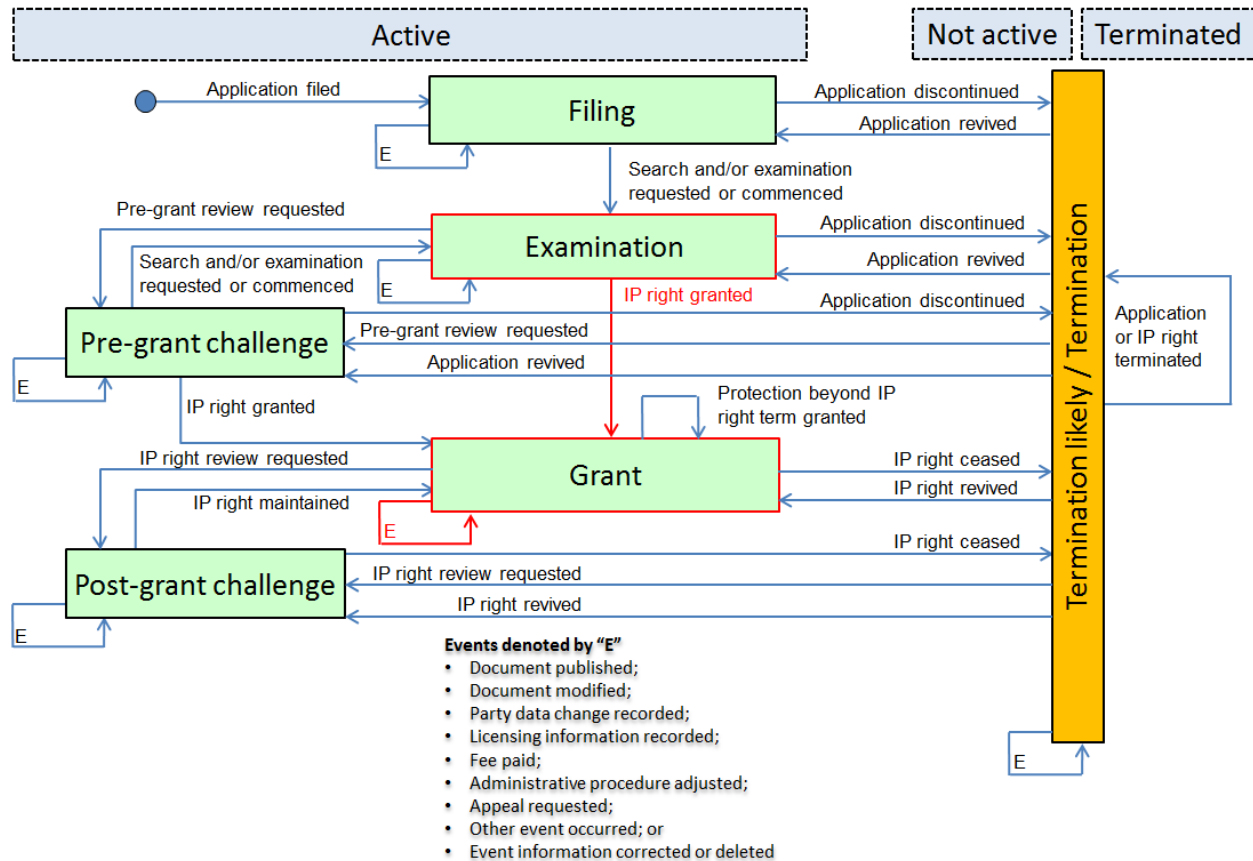 Active
Not active
Terminated
Application filed
Filing
Application discontinued
Application revived
E
Search and/or examination
requested or commenced
Pre-grant review requested
Examination
Application discontinued
Application revived
Search and/or examination
requested or commenced
E
IP right granted
Application discontinued
Pre-grant challenge
Pre-grant review requested
Application revived
E
IP right granted
Protection beyond IP
right term granted
Application
or IP right
terminated
Termination likely / Termination
IP right review requested
Grant
IP right ceased
IP right revived
IP right maintained
E
IP right ceased
Post-grant challenge
IP right review requested
IP right revived
E
Events denoted by “E”
• Document published;
• Document modified;
• Party data change recorded;
• Licensing information recorded;
• Fee paid;
• Administrative procedure adjusted;
• Appeal requested;
• Other event occurred; or
• Event information corrected or deleted
E